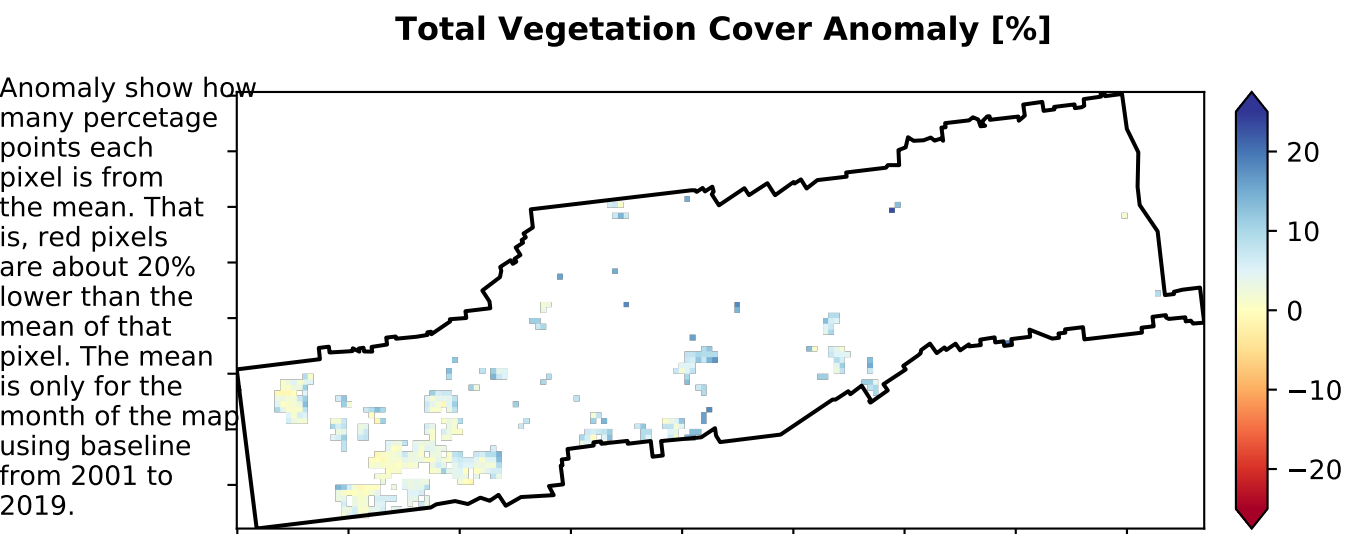 Total Vegetation Cover Anomaly [%]
Anomaly show how
many percetage
points each
pixel is from
the mean. That
is, red pixels
are about 20%
lower than the
mean of that
pixel. The mean
is only for the
month of the map
using baseline
from 2001 to
2019.
20
10
0
−10
−20